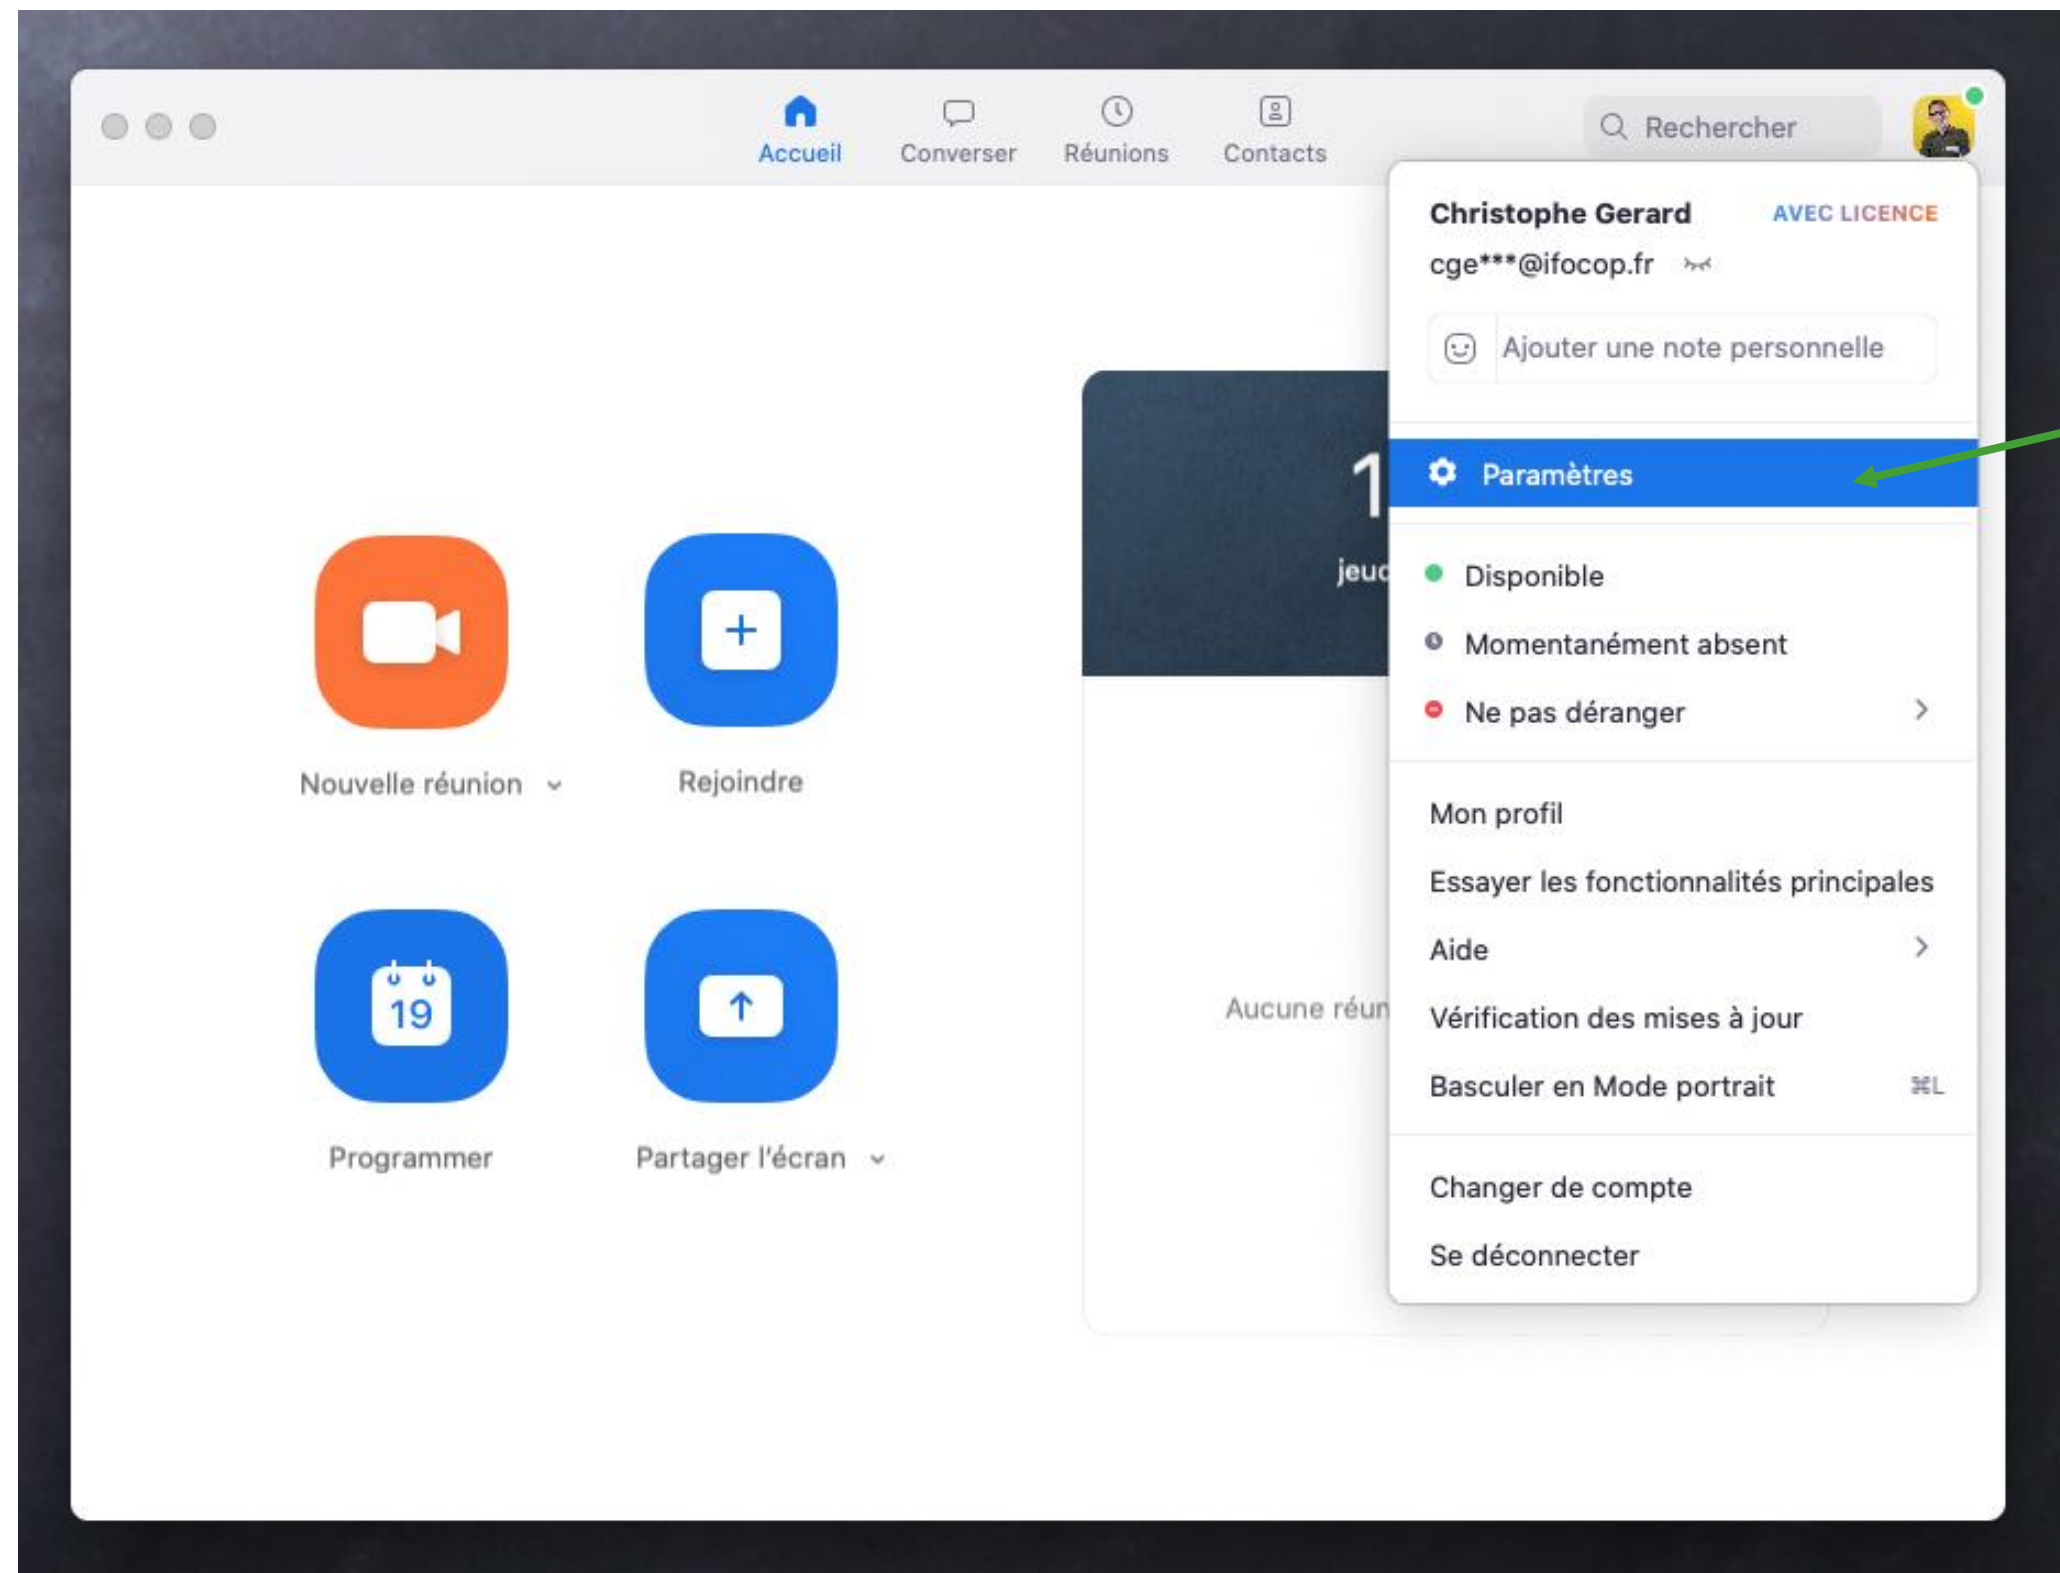 Accueil
Converser
Réunions
Contacts
Rechercher
Christophe Gerard AVEC LICENCE
cge***@ifocop.fr
Ajouter une note personnelle
Paramètres
Disponible
Momentanément absent
Ne pas déranger
Mon profil
Essayer les fonctionnalités principales
Aide
Vérification des mises à jour
Basculer en Mode portrait ⌘L
Changer de compte
Se déconnecter
Nouvelle réunion
Rejoindre
19
Programmer
Partager l'écran
1
Aucune